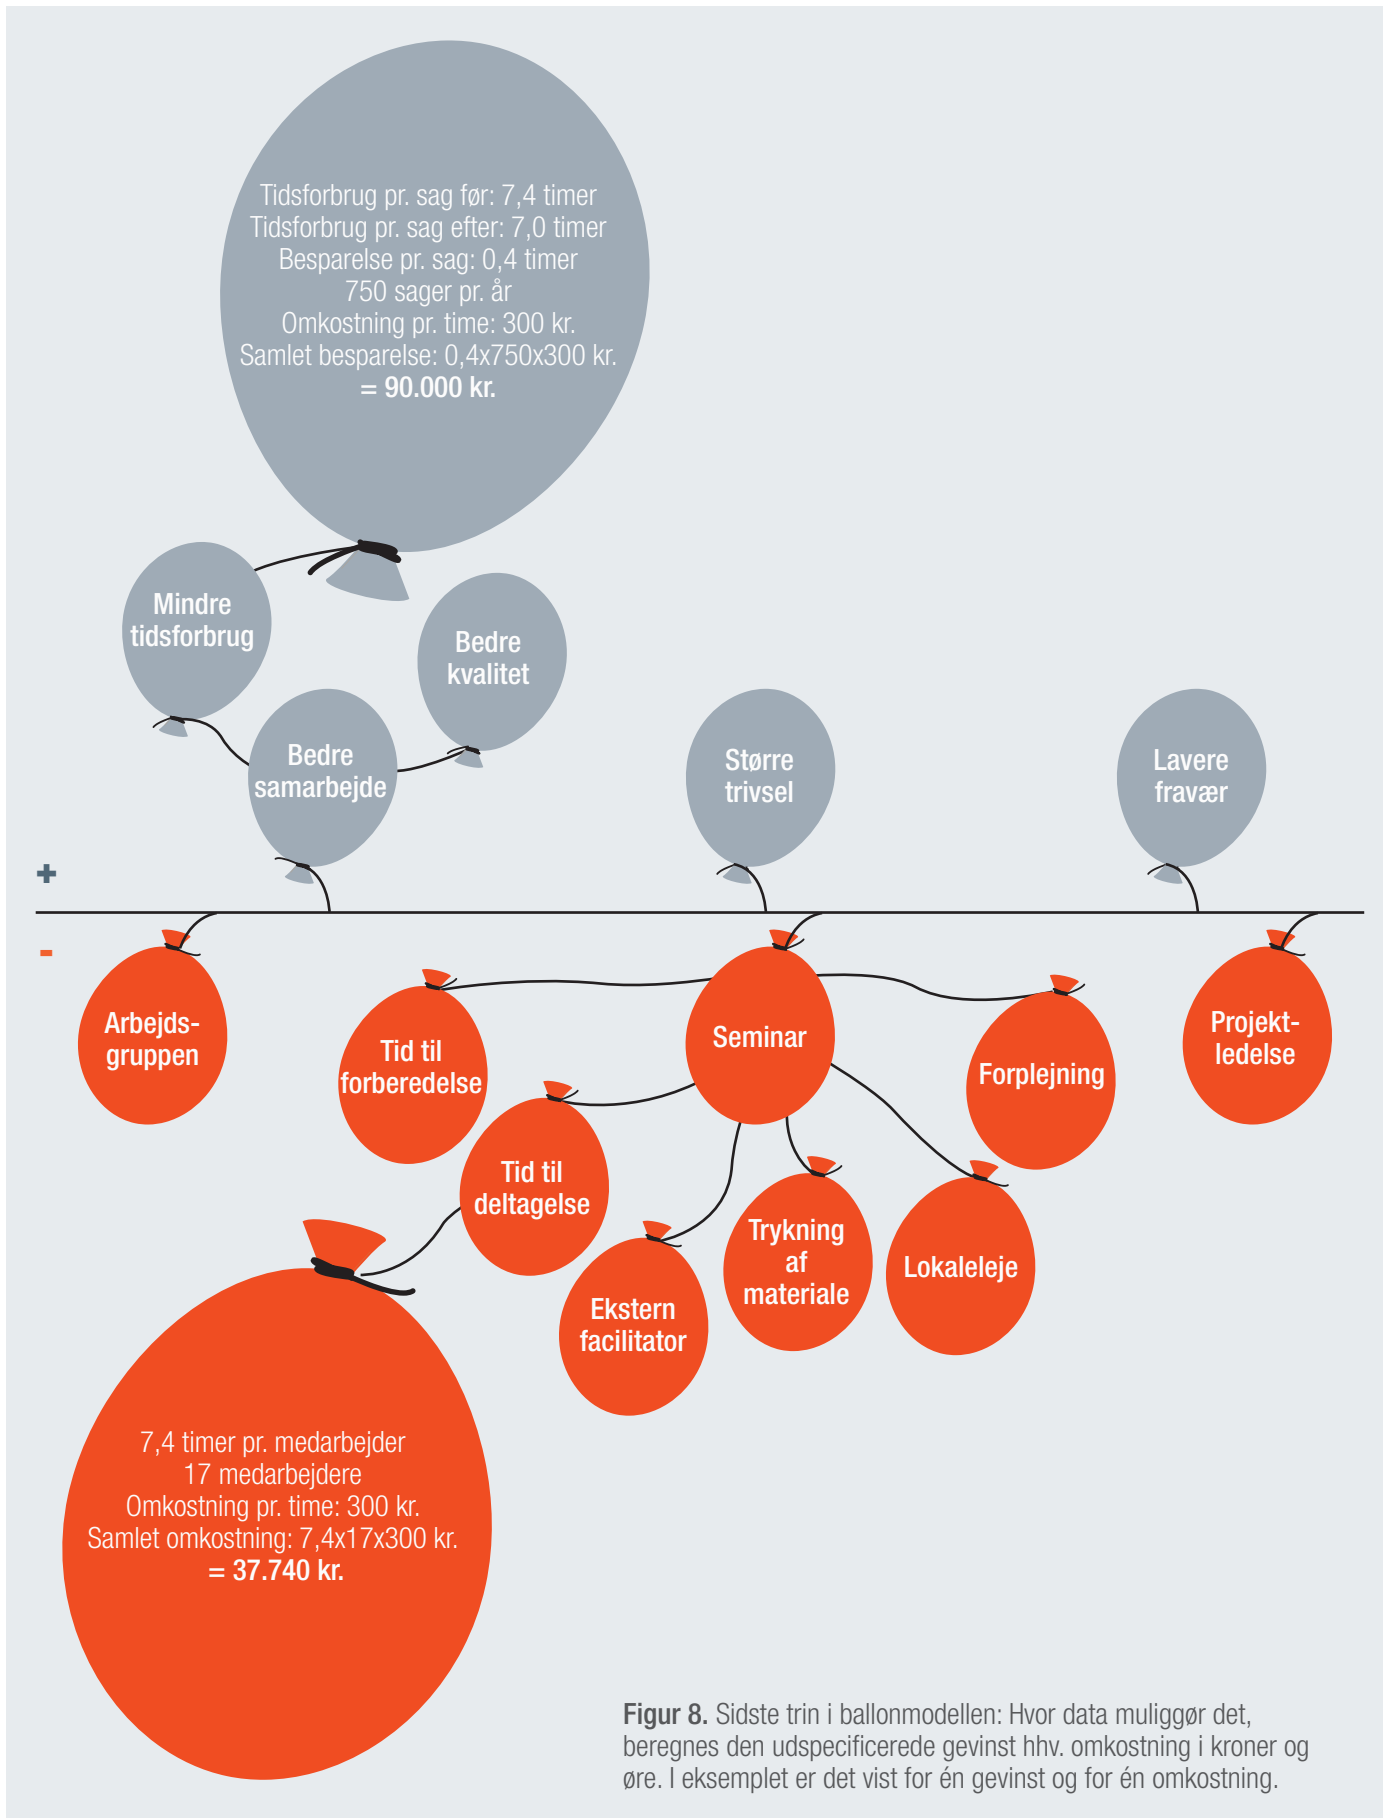 Tidsforbrug pr. sag før: 7,4 timer
Tidsforbrug pr. sag efter: 7,0 timer
Besparelse pr. sag: 0,4 timer
750 sager pr. år
Omkostning pr. time: 300 kr.
Samlet besparelse: 0,4x750x300 kr.
= 90.000 kr.
Mindre
tidsforbrug
Bedre
kvalitet
Bedre
samarbejde
Større
trivsel
Lavere
fravær
+
-
Arbejds-
gruppen
Tid til
forberedelse
Seminar
Forplejning
Projekt-
ledelse
Tid til
deltagelse
Ekstern
facilitator
Trykning
af
materiale
Lokaleleje
7,4 timer pr. medarbejder
17 medarbejdere
Omkostning pr. time: 300 kr.
Samlet omkostning: 7,4x17x300 kr.
= 37.740 kr.
Figur 8. Sidste trin i ballonmodellen: Hvor data muliggør det,
beregnes den udspecificerede gevinst hhv. omkostning i kroner og
øre. I eksemplet er det vist for én gevinst og for én omkostning.